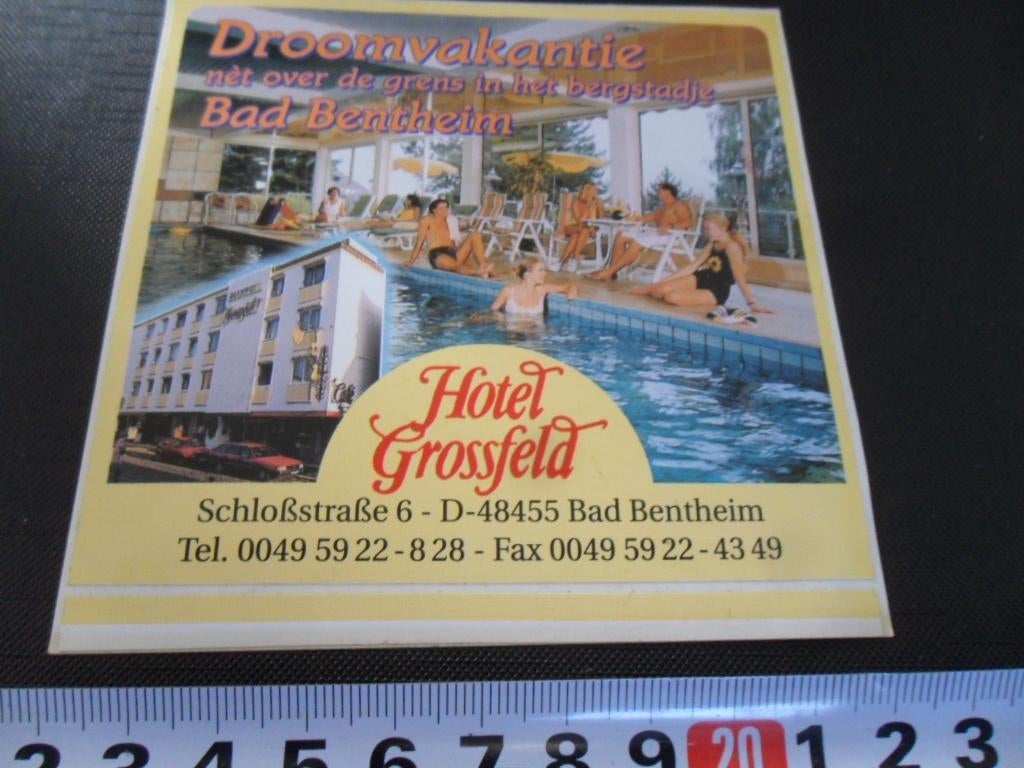 Droomvakantie
nèt over de grens in het bergstadje
Bad Bentheim
Hotel
Grossfeld
Schloßstraße 6 - D-48455 Bad Bentheim
Tel. 0049 59 22 - 8 28 - Fax 0049 59 22 - 43 49
2 3 4 5 6 7 8 9 20 1 2 3